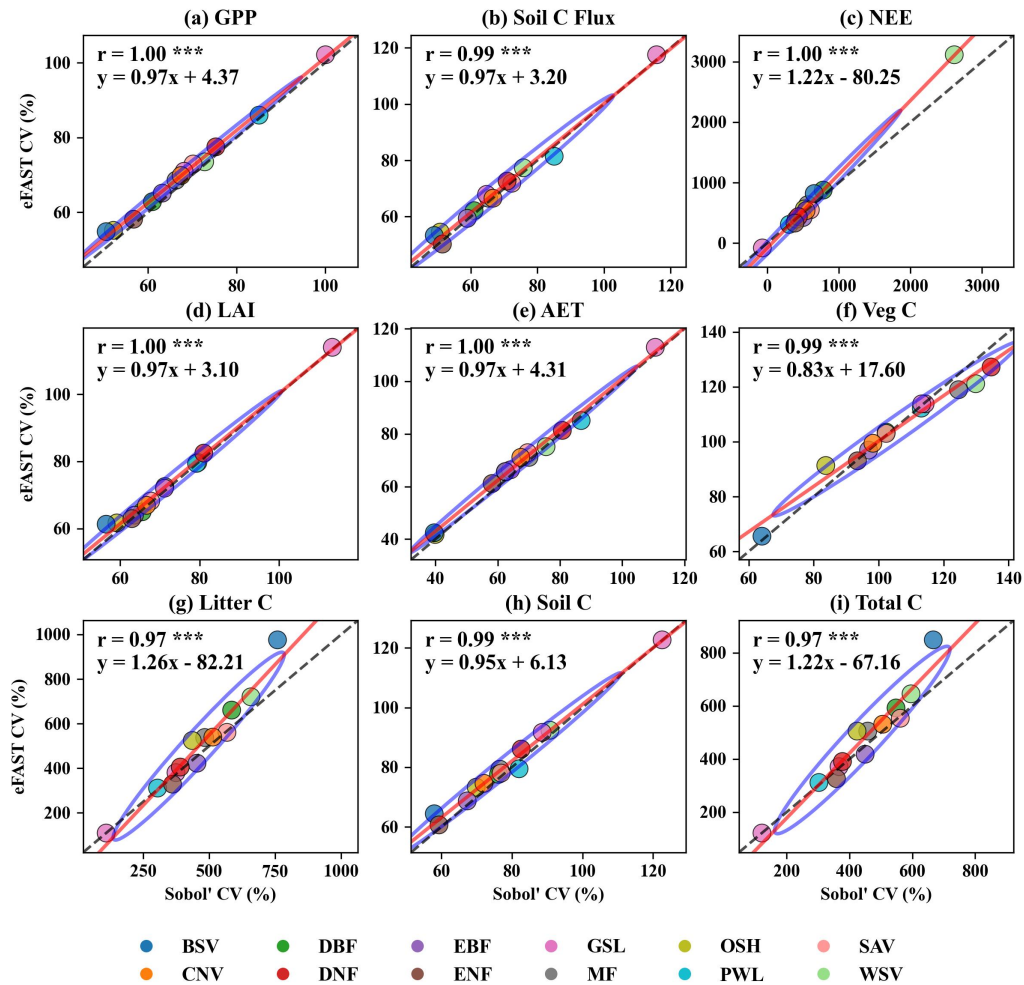 (a) GPP
(b) Soil C Flux
(c) NEE
r = 1.00 ***
y = 0.97x + 4.37
r = 0.99 ***
y = 0.97x + 3.20
r = 1.00 ***
y = 1.22x - 80.25
eFAST CV (%)
100
80
60
120
100
80
60
3000
2000
1000
0
60
80
100
60
80
100
120
0
1000
2000
3000
(d) LAI
(e) AET
(f) Veg C
r = 1.00 ***
y = 0.97x + 3.10
r = 1.00 ***
y = 0.97x + 4.31
r = 0.99 ***
y = 0.83x + 17.60
eFAST CV (%)
100
80
60
120
100
80
60
40
140
120
100
80
60
60
80
100
40
60
80
100
120
60
80
100
120
140
(g) Litter C
(h) Soil C
(i) Total C
r = 0.97 ***
y = 1.26x - 82.21
r = 0.99 ***
y = 0.95x + 6.13
r = 0.97 ***
y = 1.22x - 67.16
eFAST CV (%)
1000
800
600
400
200
120
100
80
60
800
600
400
200
250
500
750
1000
60
80
100
120
200
400
600
800
Sobol' CV (%)
Sobol' CV (%)
Sobol' CV (%)
BSV
DBF
EBF
GSL
OSH
SAV
CNV
DNF
ENF
MF
PWL
WSV